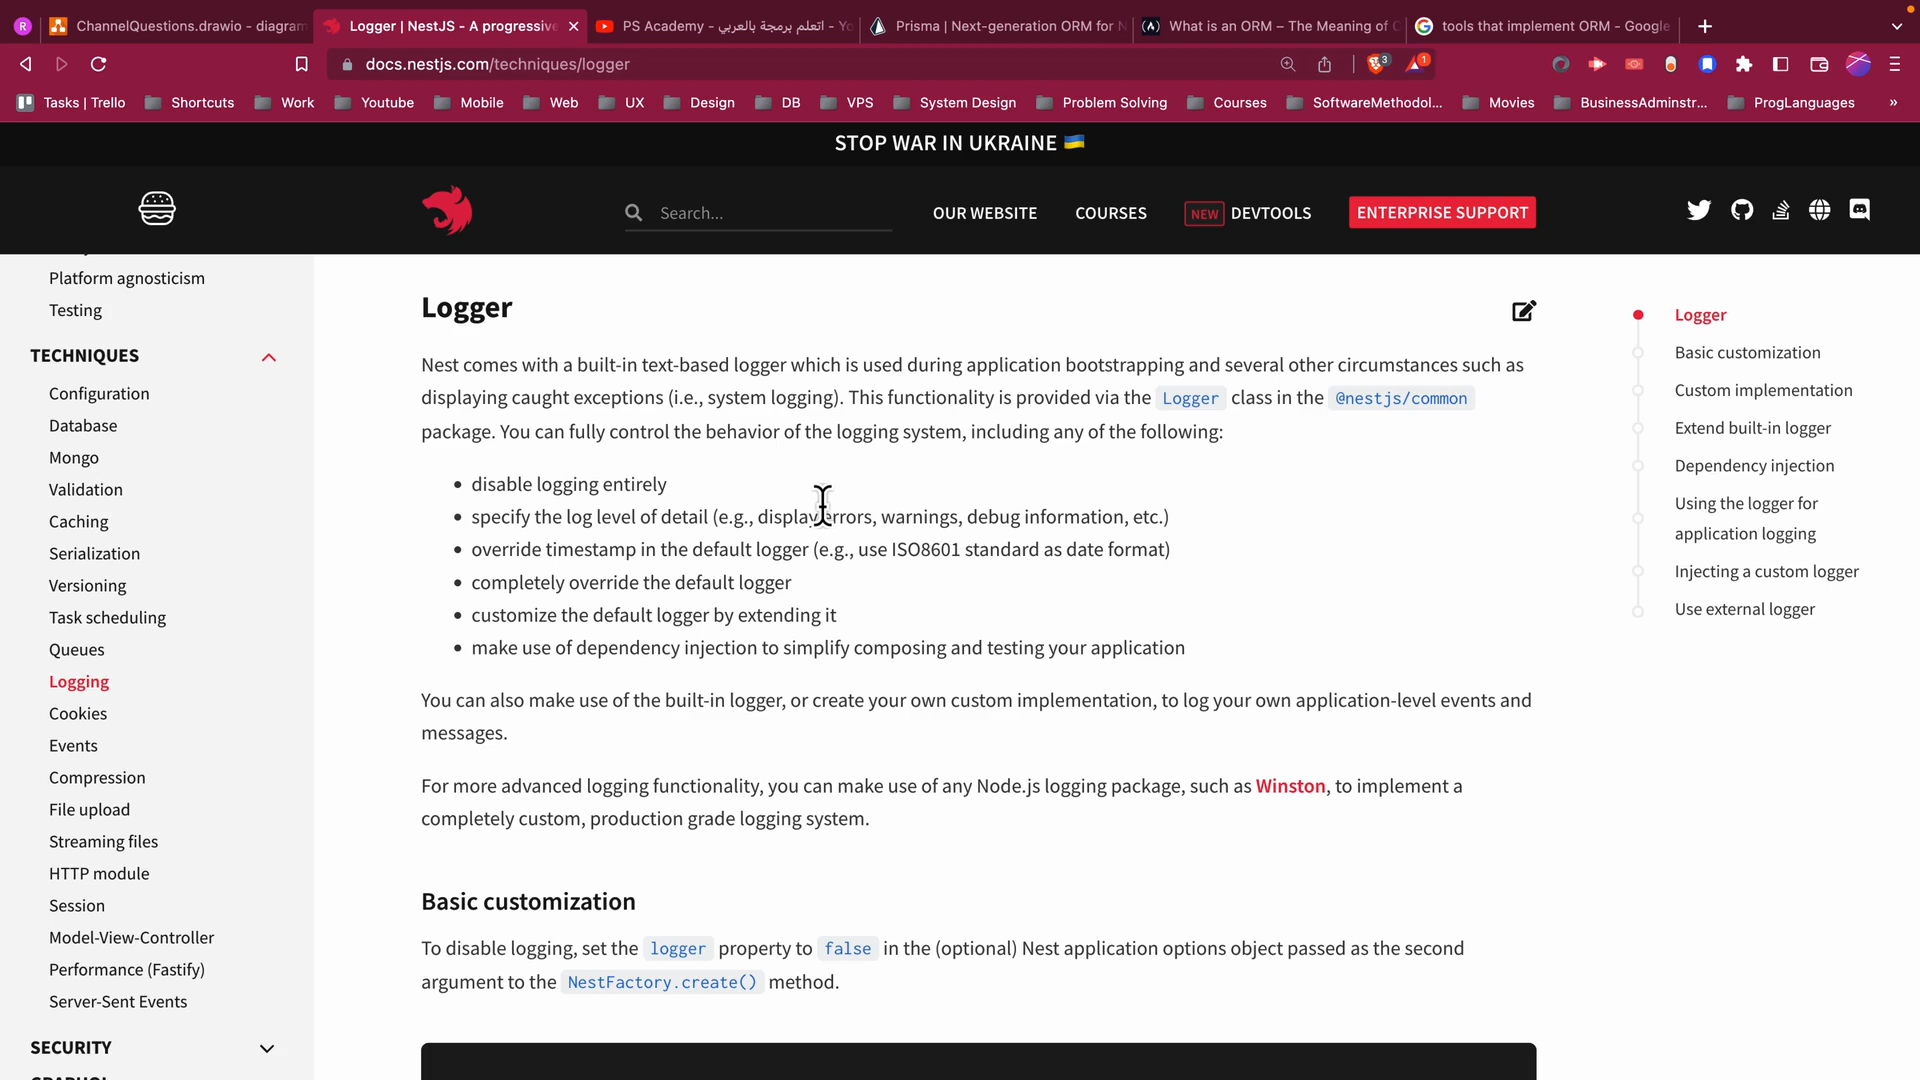 R
ChannelQuestions.drawio - diagram
Logger | NestJS - A progressive
PS Academy - اتعلم برمجة بالعربي - Yo
Prisma | Next-generation ORM for N
What is an ORM – The Meaning of O
tools that implement ORM - Google
docs.nestjs.com/techniques/logger
3
1
Tasks | Trello
Shortcuts
Work
Youtube
Mobile
Web
UX
Design
DB
VPS
System Design
Problem Solving
Courses
SoftwareMethodol...
Movies
BusinessAdminstr...
ProgLanguages
»
STOP WAR IN UKRAINE 🇺🇦
Search...
OUR WEBSITE
COURSES
NEW DEVTOOLS
ENTERPRISE SUPPORT
Platform agnosticism
Testing
TECHNIQUES
Configuration
Database
Mongo
Validation
Caching
Serialization
Versioning
Task scheduling
Queues
Logging
Cookies
Events
Compression
File upload
Streaming files
HTTP module
Session
Model-View-Controller
Performance (Fastify)
Server-Sent Events
SECURITY
Logger
Nest comes with a built-in text-based logger which is used during application bootstrapping and several other circumstances such as
displaying caught exceptions (i.e., system logging). This functionality is provided via the Logger class in the @nestjs/common
package. You can fully control the behavior of the logging system, including any of the following:
• disable logging entirely
• specify the log level of detail (e.g., display errors, warnings, debug information, etc.)
• override timestamp in the default logger (e.g., use ISO8601 standard as date format)
• completely override the default logger
• customize the default logger by extending it
• make use of dependency injection to simplify composing and testing your application
You can also make use of the built-in logger, or create your own custom implementation, to log your own application-level events and
messages.
For more advanced logging functionality, you can make use of any Node.js logging package, such as Winston, to implement a
completely custom, production grade logging system.
Basic customization
To disable logging, set the logger property to false in the (optional) Nest application options object passed as the second
argument to the NestFactory.create() method.
Logger
Basic customization
Custom implementation
Extend built-in logger
Dependency injection
Using the logger for
application logging
Injecting a custom logger
Use external logger